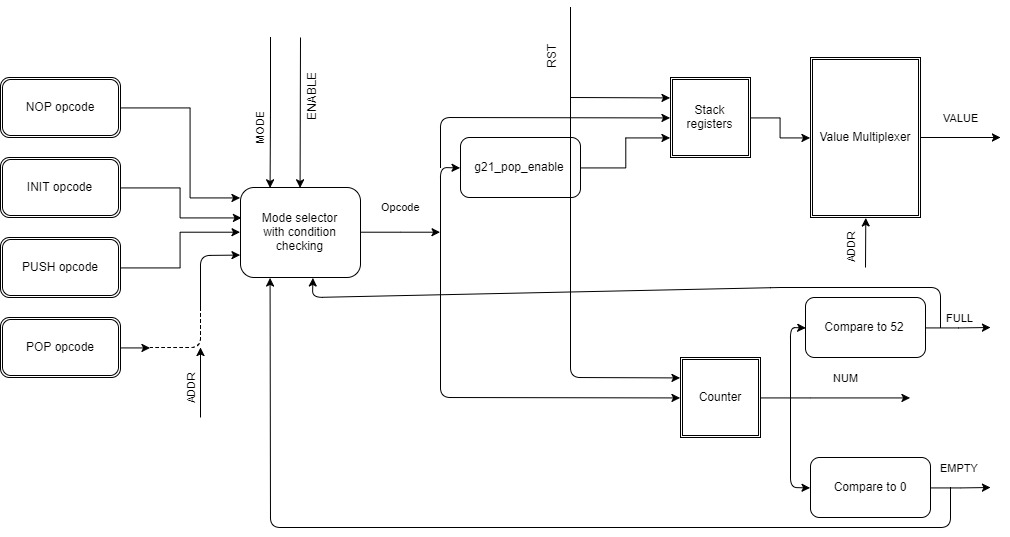 RST
MODE
ENABLE
NOP opcode
Stack
registers
VALUE
Value Multiplexer
g21_pop_enable
INIT opcode
Opcode
Mode selector
with condition
checking
ADDR
PUSH opcode
FULL
Compare to 52
POP opcode
ADDR
NUM
Counter
EMPTY
Compare to 0